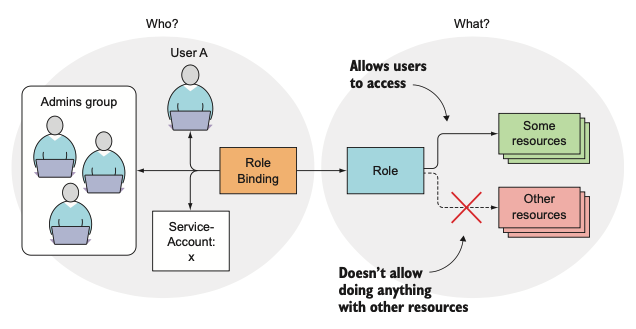 Who?
What?
User A
Admins group
Role
Binding
Service-
Account:
x
Allows users
to access
Role
Some
resources
Other
resources
Doesn't allow
doing anything
with other resources